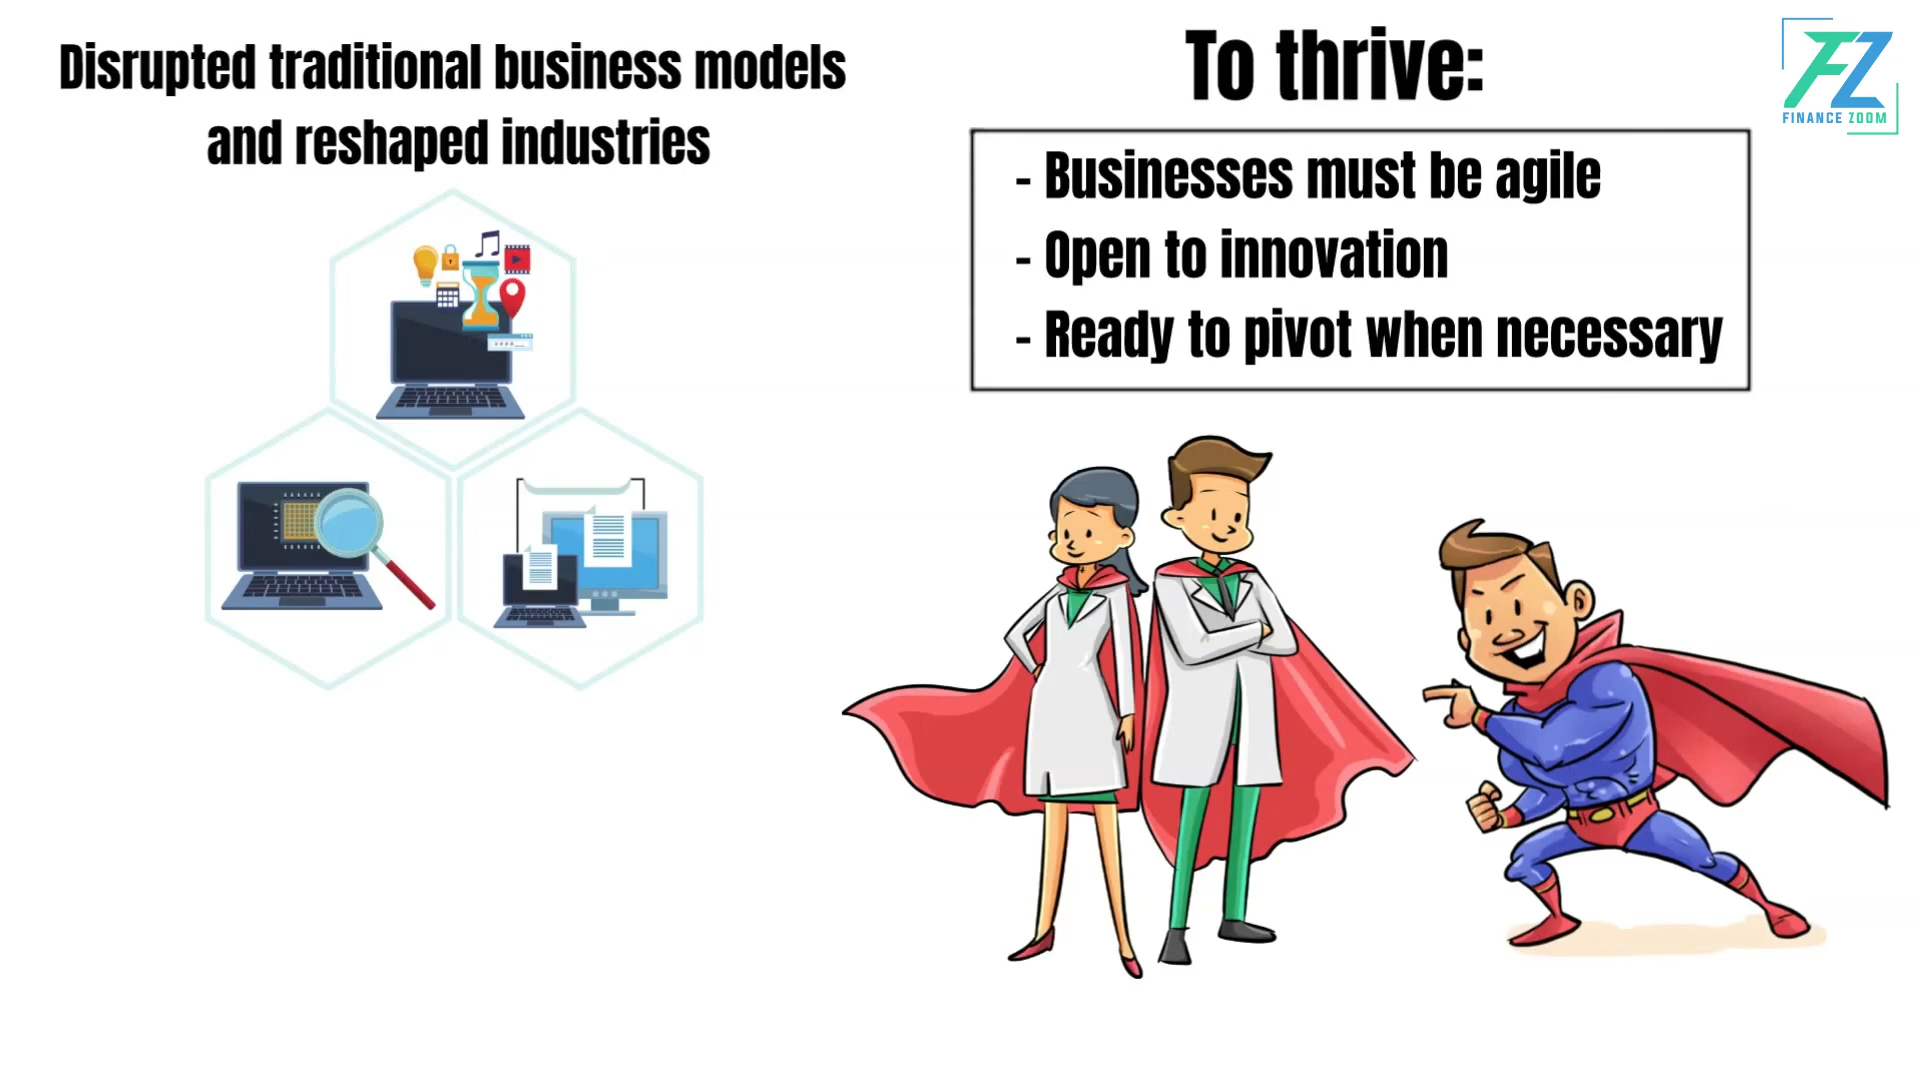 Disrupted traditional business models
and reshaped industries
To thrive:
- Businesses must be agile
- Open to innovation
- Ready to pivot when necessary
FZ
FINANCE ZOOM